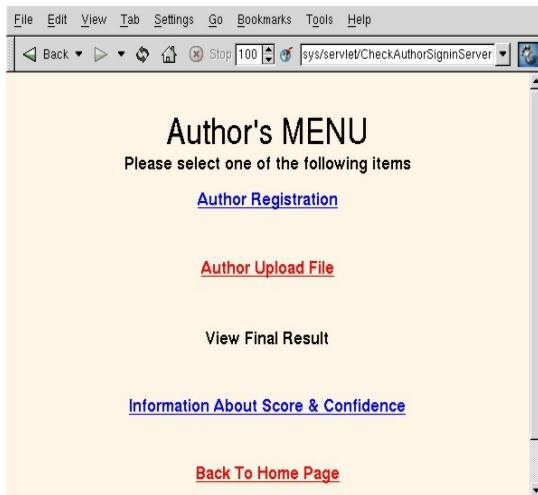 File Edit View Tab Settings Go Bookmarks Tools Help
Back Stop 100 sys/servlet/CheckAuthorSigninServer
Author's MENU
Please select one of the following items
Author Registration
Author Upload File
View Final Result
Information About Score & Confidence
Back To Home Page